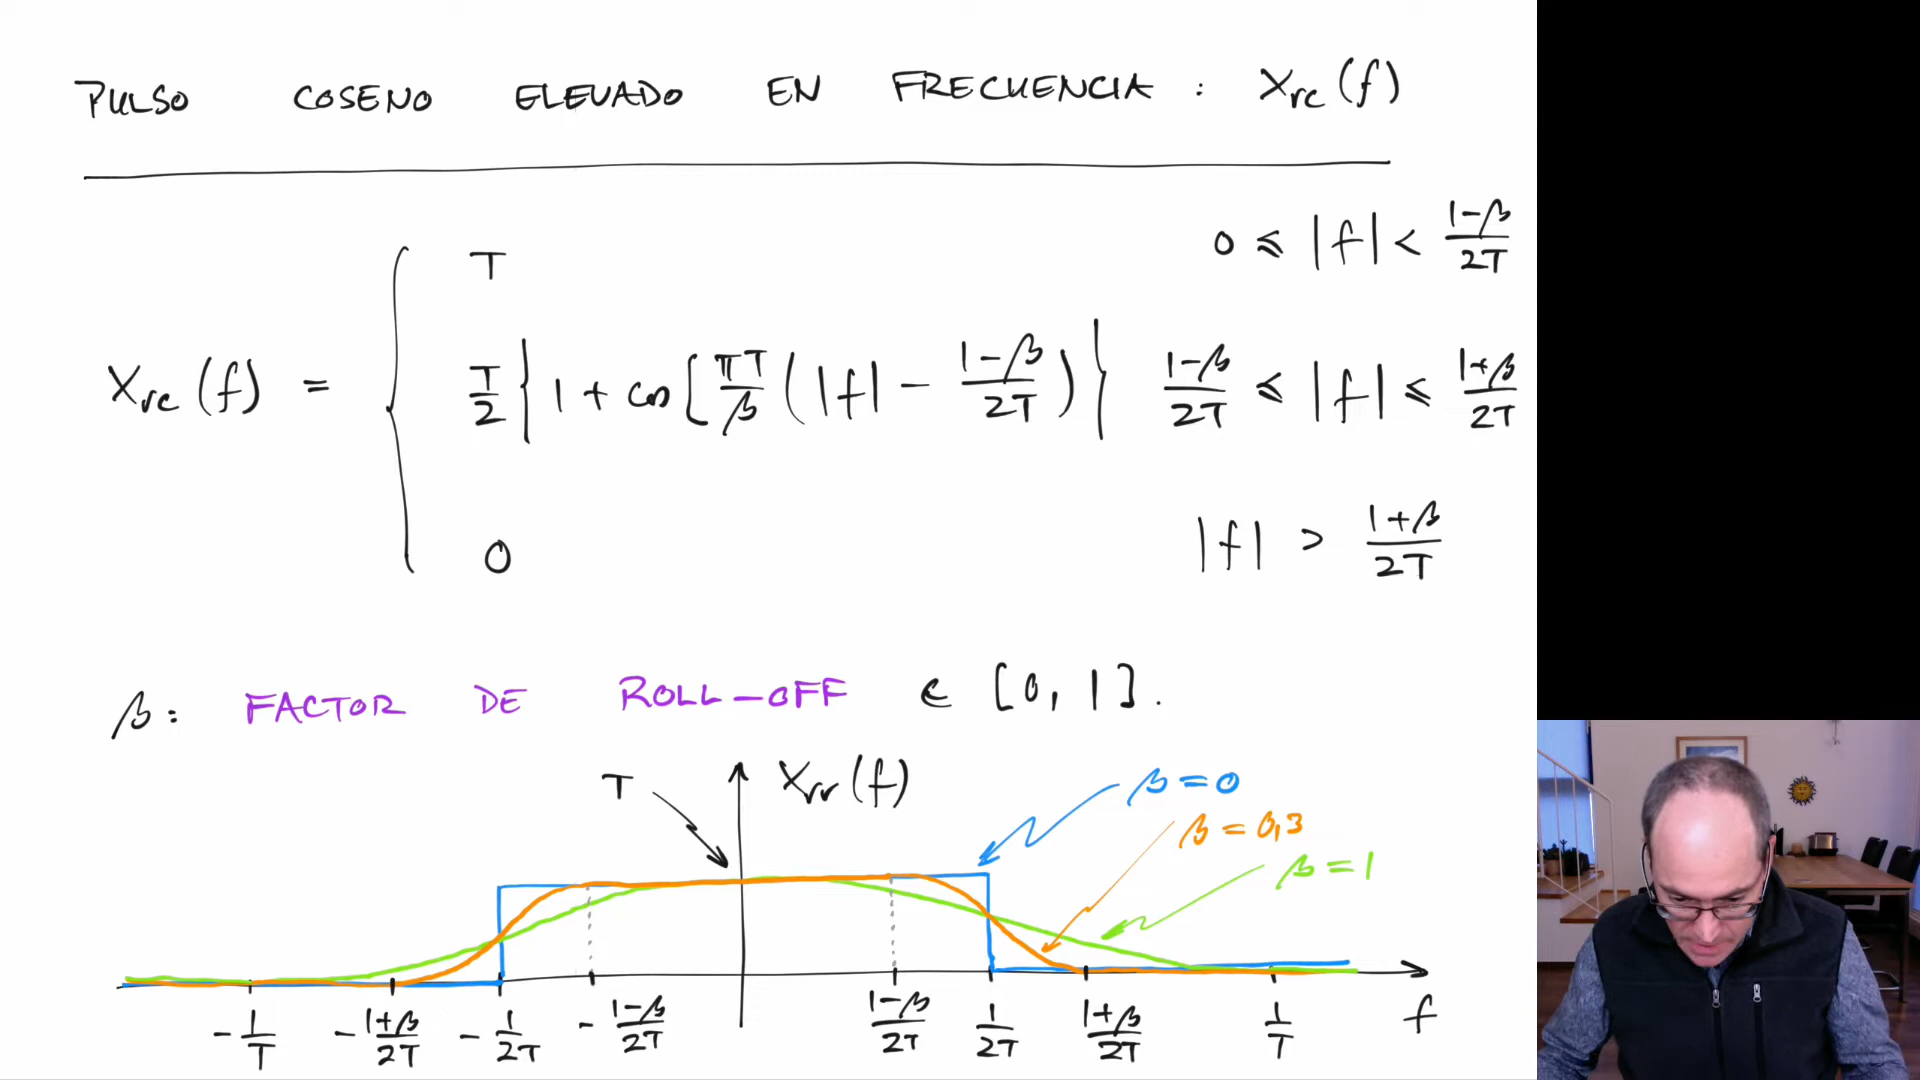 PULSO COSENO ELEVADO EN FRECUENCIA : Xrc (f)
T 0 ⩽ |f| < (1-β)/2T
Xrc (f) = { T/2 { 1 + cos [ πT/β ( |f| - (1-β)/2T ) } (1-β)/2T ⩽ |f| ⩽ (1+β)/2T
0 |f| > (1+β)/2T
β: FACTOR DE ROLL-OFF ∈ [0, 1].
T Xrr (f) β = 0
β = 0,3
β = 1
-1/T -(1+β)/2T -1/2T -(1-β)/2T (1-β)/2T 1/2T (1+β)/2T 1/T f